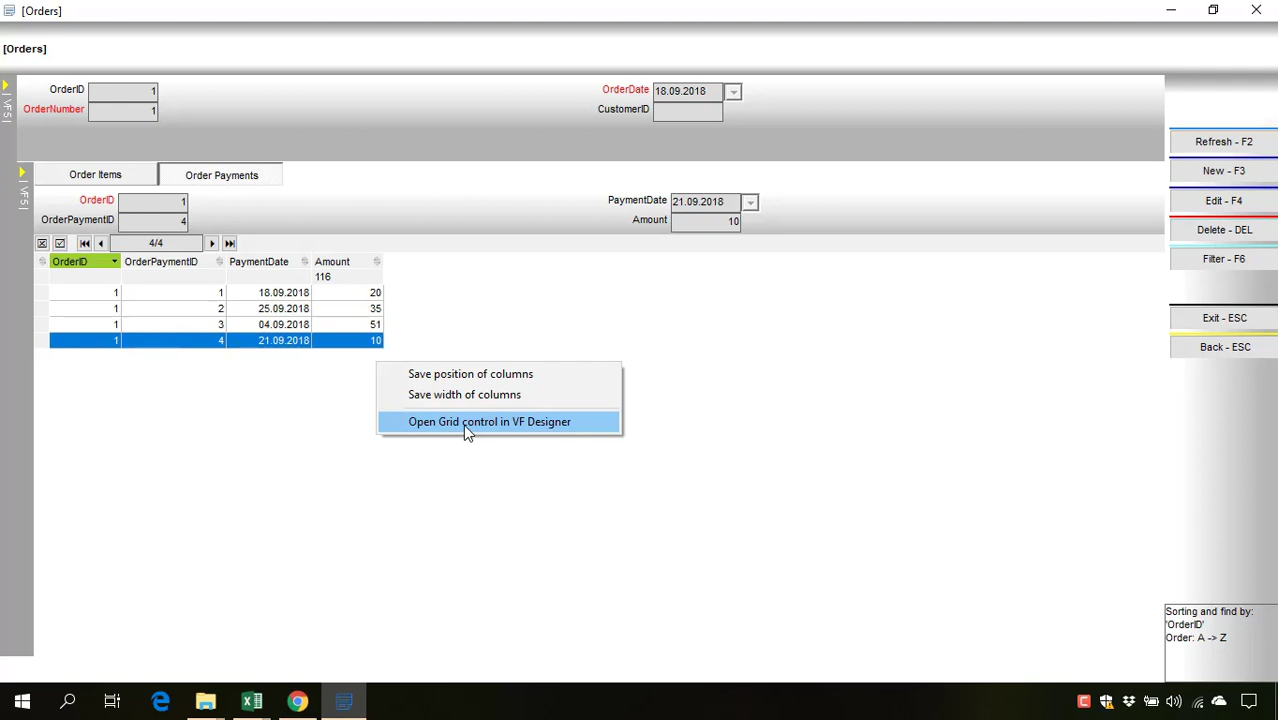 [Orders]
[Orders]
OrderID 1
OrderNumber 1
OrderDate 18.09.2018
CustomerID
| VF5 |
Order Items
Order Payments
| VF5 |
OrderID 1
OrderPaymentID 4
PaymentDate 21.09.2018
Amount 10
4/4
OrderID OrderPaymentID PaymentDate Amount
116
1 1 18.09.2018 20
1 2 25.09.2018 35
1 3 04.09.2018 51
1 4 21.09.2018 10
Save position of columns
Save width of columns
Open Grid control in VF Designer
Refresh - F2
New - F3
Edit - F4
Delete - DEL
Filter - F6
Exit - ESC
Back - ESC
Sorting and find by:
'OrderID'
Order: A -> Z